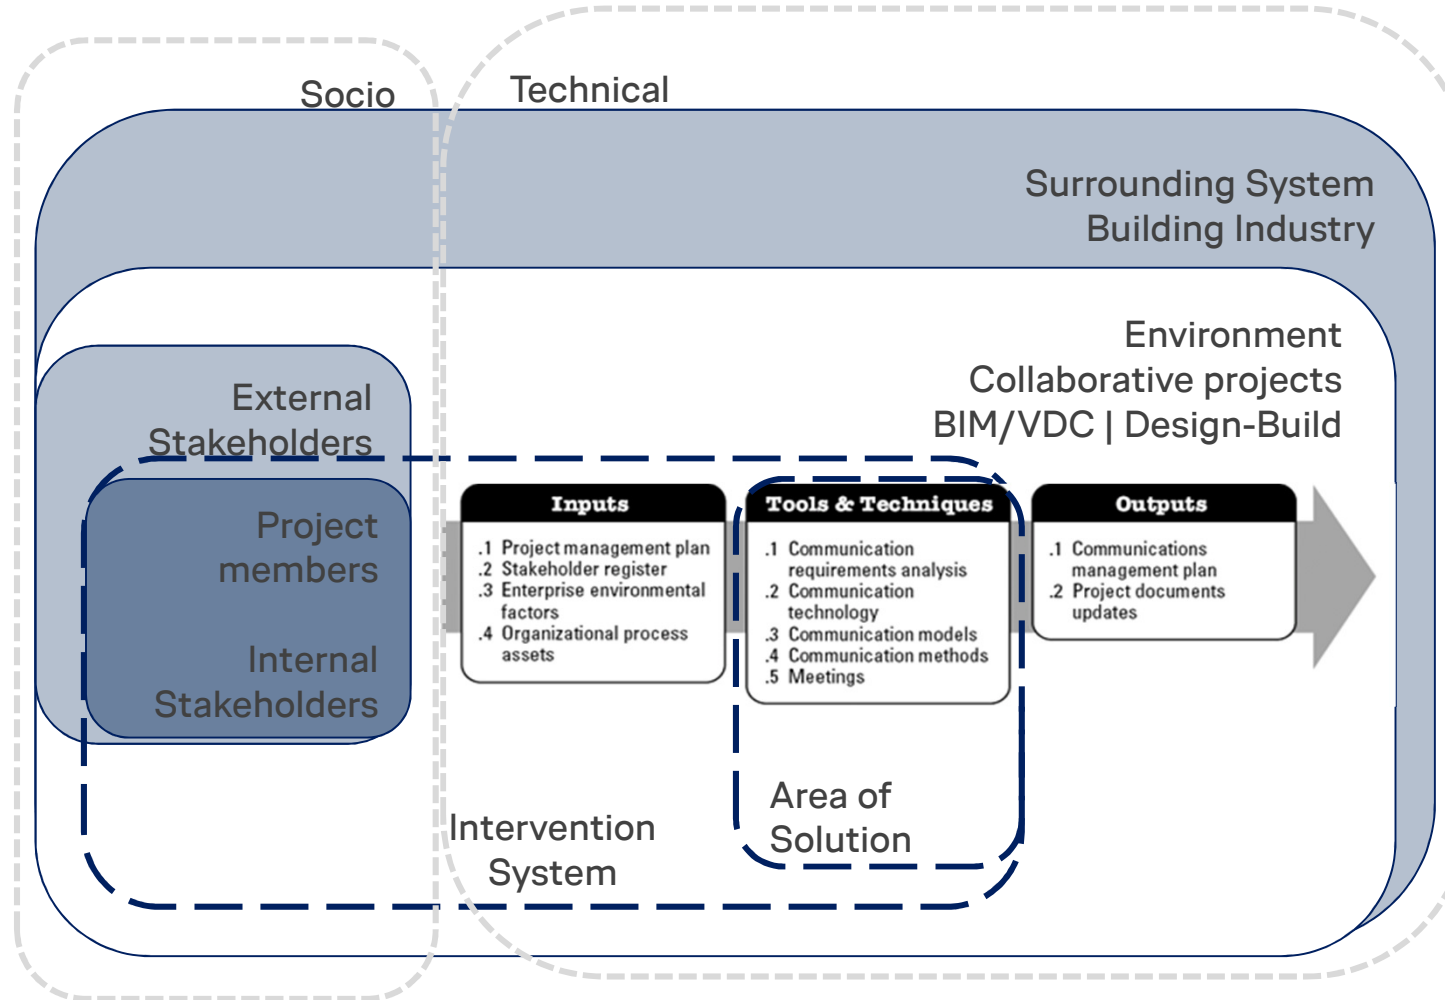 Socio
Technical
Surrounding System
Building Industry
Environment
Collaborative projects
BIM/VDC | Design-Build
External
Stakeholders
Project
members
Internal
Stakeholders
Inputs
.1 Project management plan
.2 Stakeholder register
.3 Enterprise environmental
factors
.4 Organizational process
assets
Tools & Techniques
.1 Communication
requirements analysis
.2 Communication
technology
.3 Communication models
.4 Communication methods
.5 Meetings
Outputs
.1 Communications
management plan
.2 Project documents
updates
Intervention
System
Area of
Solution